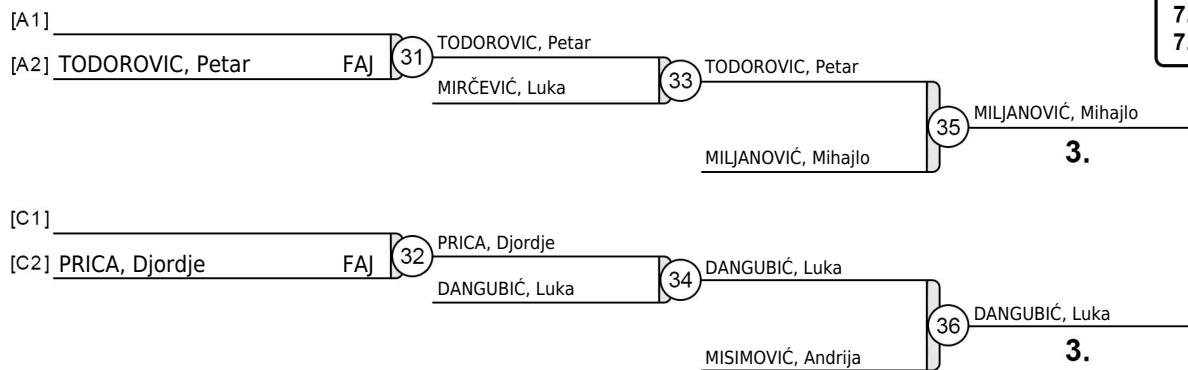 [A1]
7.
7.
[A2] TODOROVIC, Petar FAJ
31
TODOROVIC, Petar
MIRČEVIĆ, Luka
33
TODOROVIC, Petar
MILJANOVIĆ, Mihajlo
35
MILJANOVIĆ, Mihajlo
3.
[C1]
[C2] PRICA, Djordje FAJ
32
PRICA, Djordje
DANGUBIĆ, Luka
34
DANGUBIĆ, Luka
MISIMOVIĆ, Andrija
36
DANGUBIĆ, Luka
3.